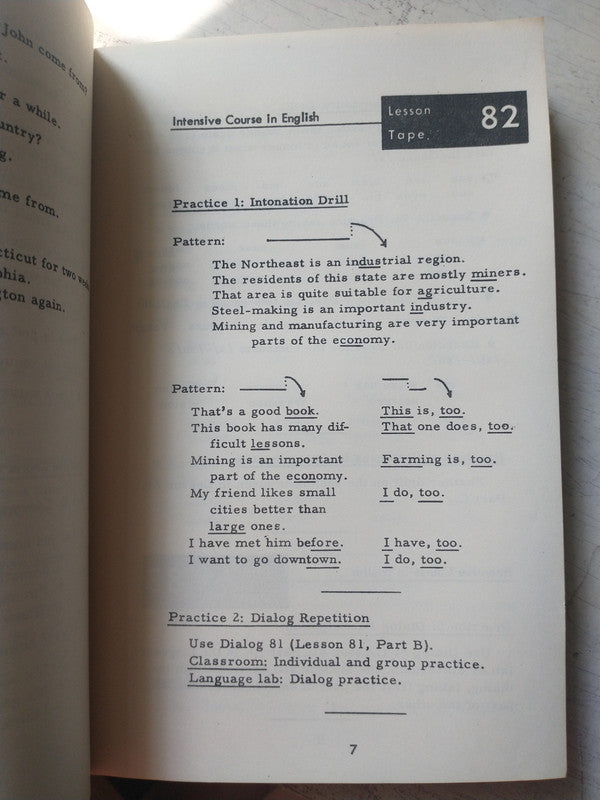 John come from?
a while.
untry?
me from.
cticut for two
phia.
gton again.
Intensive Course in English
Lesson
Tape.
82
Practice 1: Intonation Drill
Pattern:
The Northeast is an industrial region.
The residents of this state are mostly miners.
That area is quite suitable for agriculture.
Steel-making is an important industry.
Mining and manufacturing are very important
parts of the economy.
Pattern:
That's a good book.
This is, too.
This book has many dif-
That one does, too.
ficult lessons.
Mining is an important
Farming is, too.
part of the economy.
My friend likes small
I do, too.
cities better than
large ones.
I have met him before.
I have, too.
I want to go downtown.
I do, too.
Practice 2: Dialog Repetition
Use Dialog 81 (Lesson 81, Part B).
Classroom: Individual and group practice.
Language lab: Dialog practice.
7